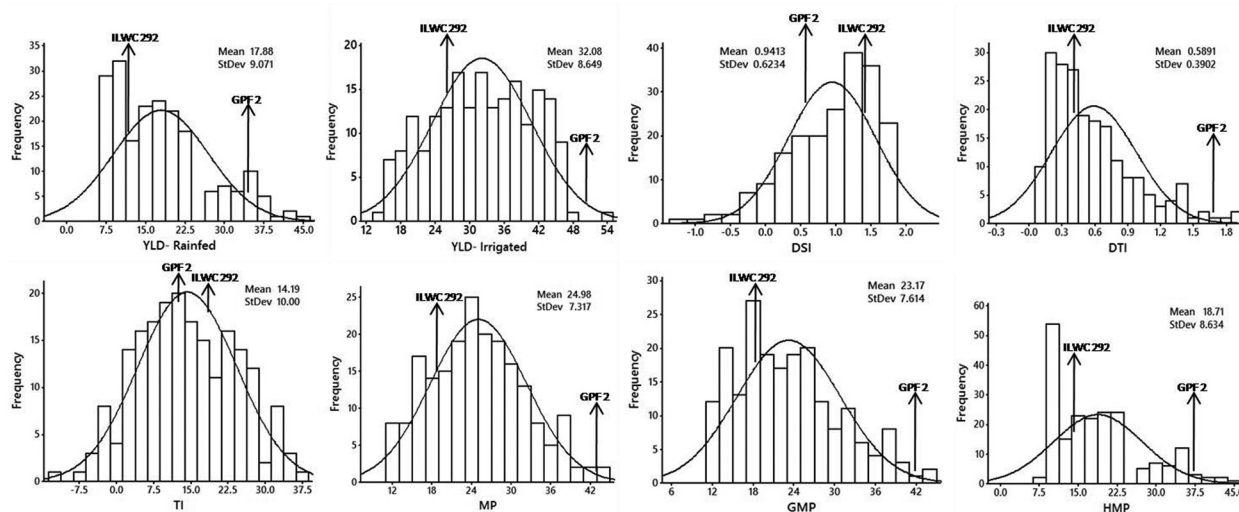 ILWC292
Mean 17.88
StDev 9.071
GPF2
Frequency
35
30
25
20
15
10
5
0
0.0 7.5 15.0 22.5 30.0 37.5 45.0
YLD- Rainfed
ILWC292
Mean 32.08
StDev 8.649
GPF2
Frequency
20
15
10
5
0
12 18 24 30 36 42 48 54
YLD- Irrigated
GPF2
ILWC292
Mean 0.9413
StDev 0.6234
Frequency
40
30
20
10
0
-1.0 -0.5 0.0 0.5 1.0 1.5 2.0
DSI
ILWC292
Mean 0.5891
StDev 0.3902
GPF2
Frequency
30
25
20
15
10
5
0
-0.3 -0.0 0.3 0.6 0.9 1.2 1.5 1.8
DTI
GPF2
ILWC292
Mean 14.19
StDev 10.00
Frequency
20
15
10
5
0
-7.5 0.0 7.5 15.0 22.5 30.0 37.5
TI
ILWC292
Mean 24.98
StDev 7.317
GPF2
Frequency
25
20
15
10
5
0
12 18 24 30 36 42
MP
ILWC292
Mean 23.17
StDev 7.614
GPF2
Frequency
30
25
20
15
10
5
0
6 12 18 24 30 36 42
GMP
ILWC292
Mean 18.71
StDev 8.634
GPF2
Frequency
60
50
40
30
20
10
0
0.0 7.5 15.0 22.5 30.0 37.5 45.0
HMP